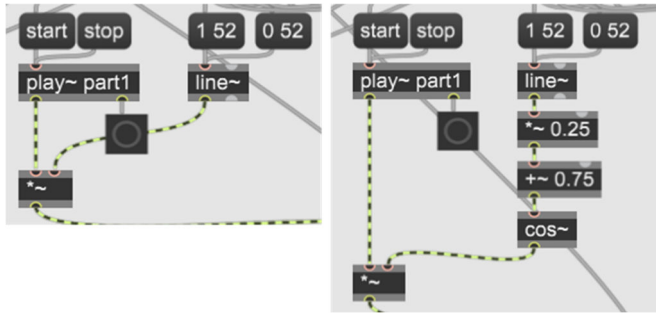 start stop 1 52 0 52
play~ part1 line~
*~
start stop 1 52 0 52
play~ part1 line~
*~ 0.25
+~ 0.75
cos~
*~